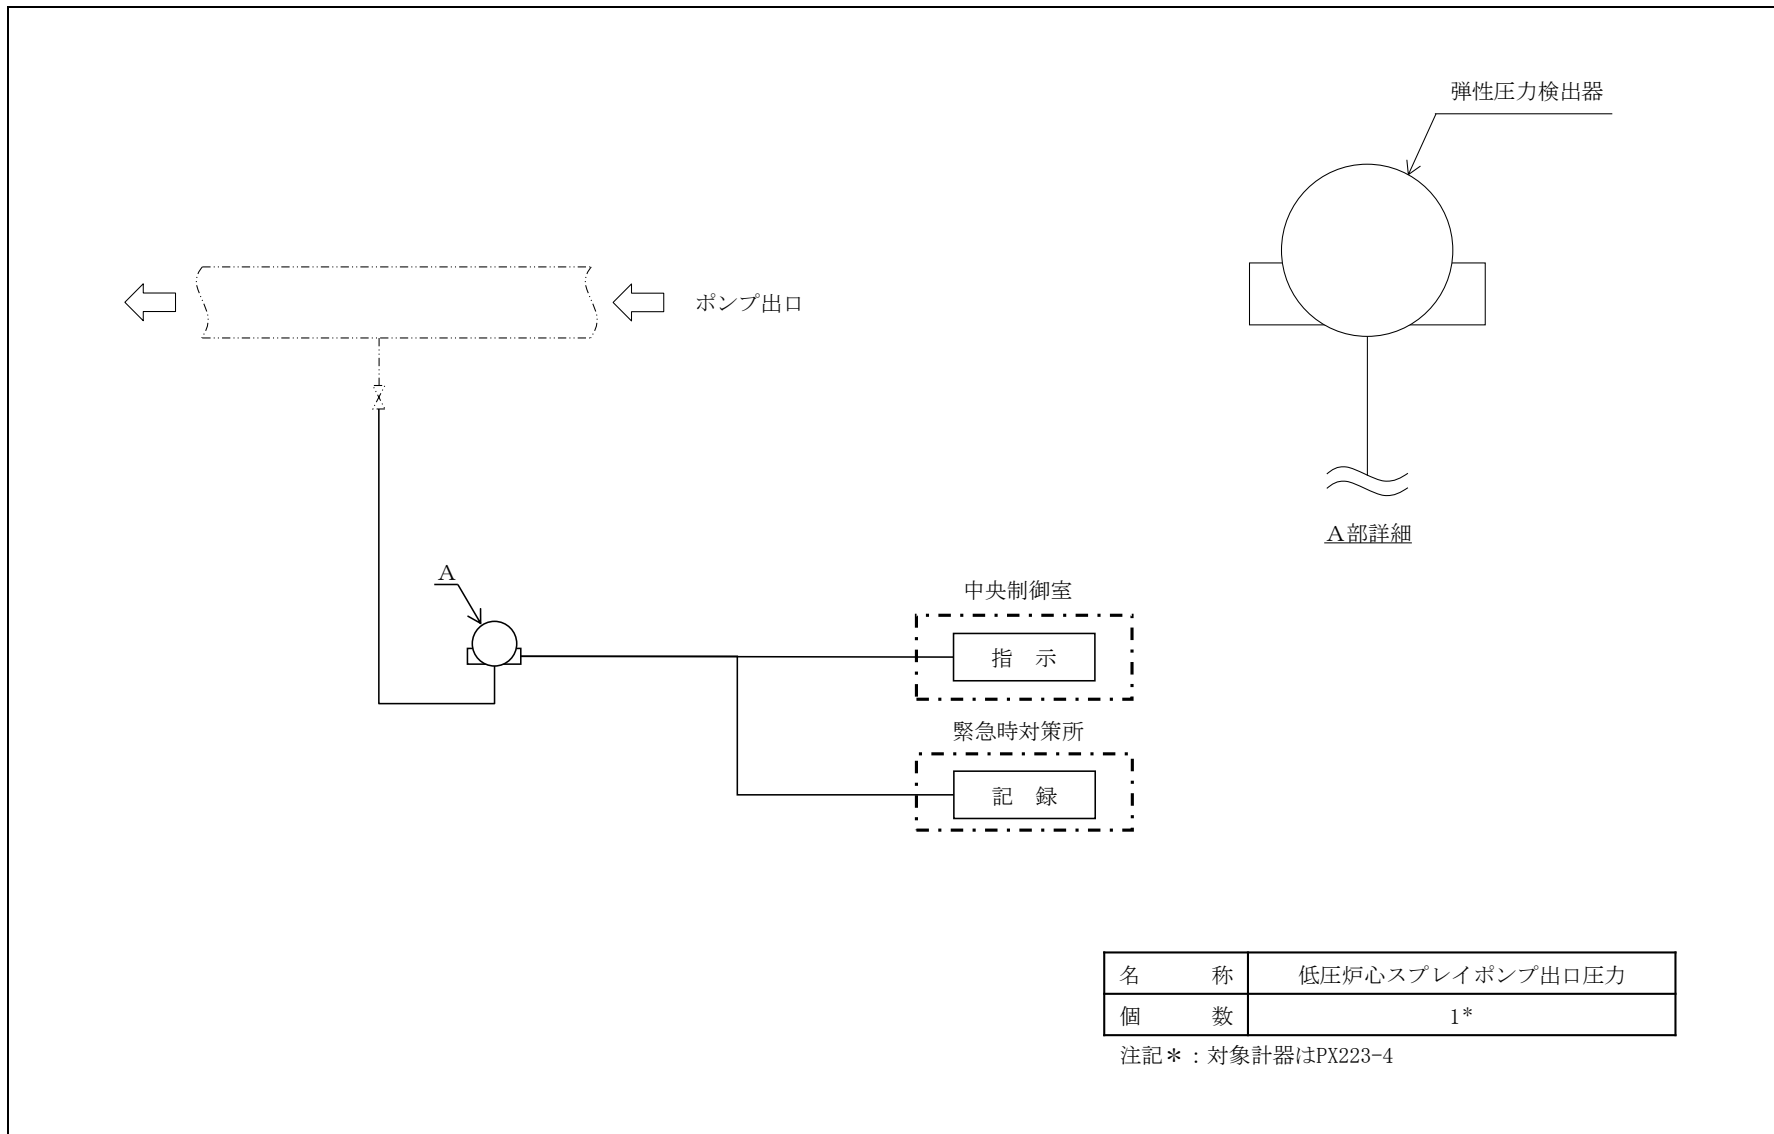 弾性圧力検出器
ポンプ出口
A部詳細
A
中央制御室
指 示
緊急時対策所
記 録
名 称 低圧炉心スプレイポンプ出口圧力
個 数 1*
注記*:対象計器はPX223-4